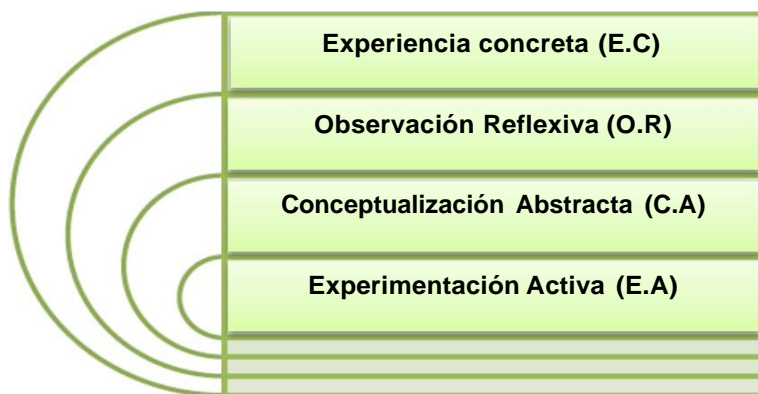 Experiencia concreta (E.C)
Observación Reflexiva (O.R)
Conceptualización Abstracta (C.A)
Experimentación Activa (E.A)